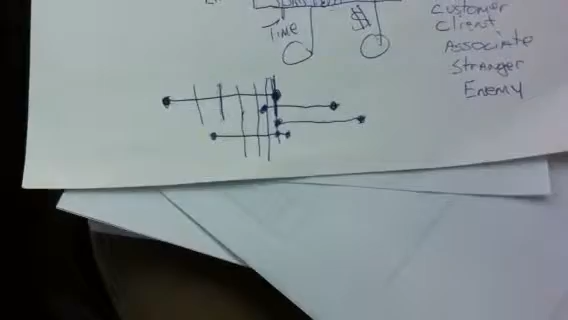 TIME
$
Customer
Client
Associate
Stranger
Enemy